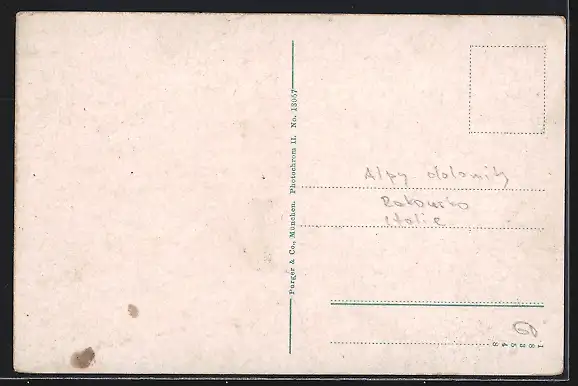 Purger & Co., München. Photochrom II. No. 13057
Alpy dolomity
Rakousko
Italie